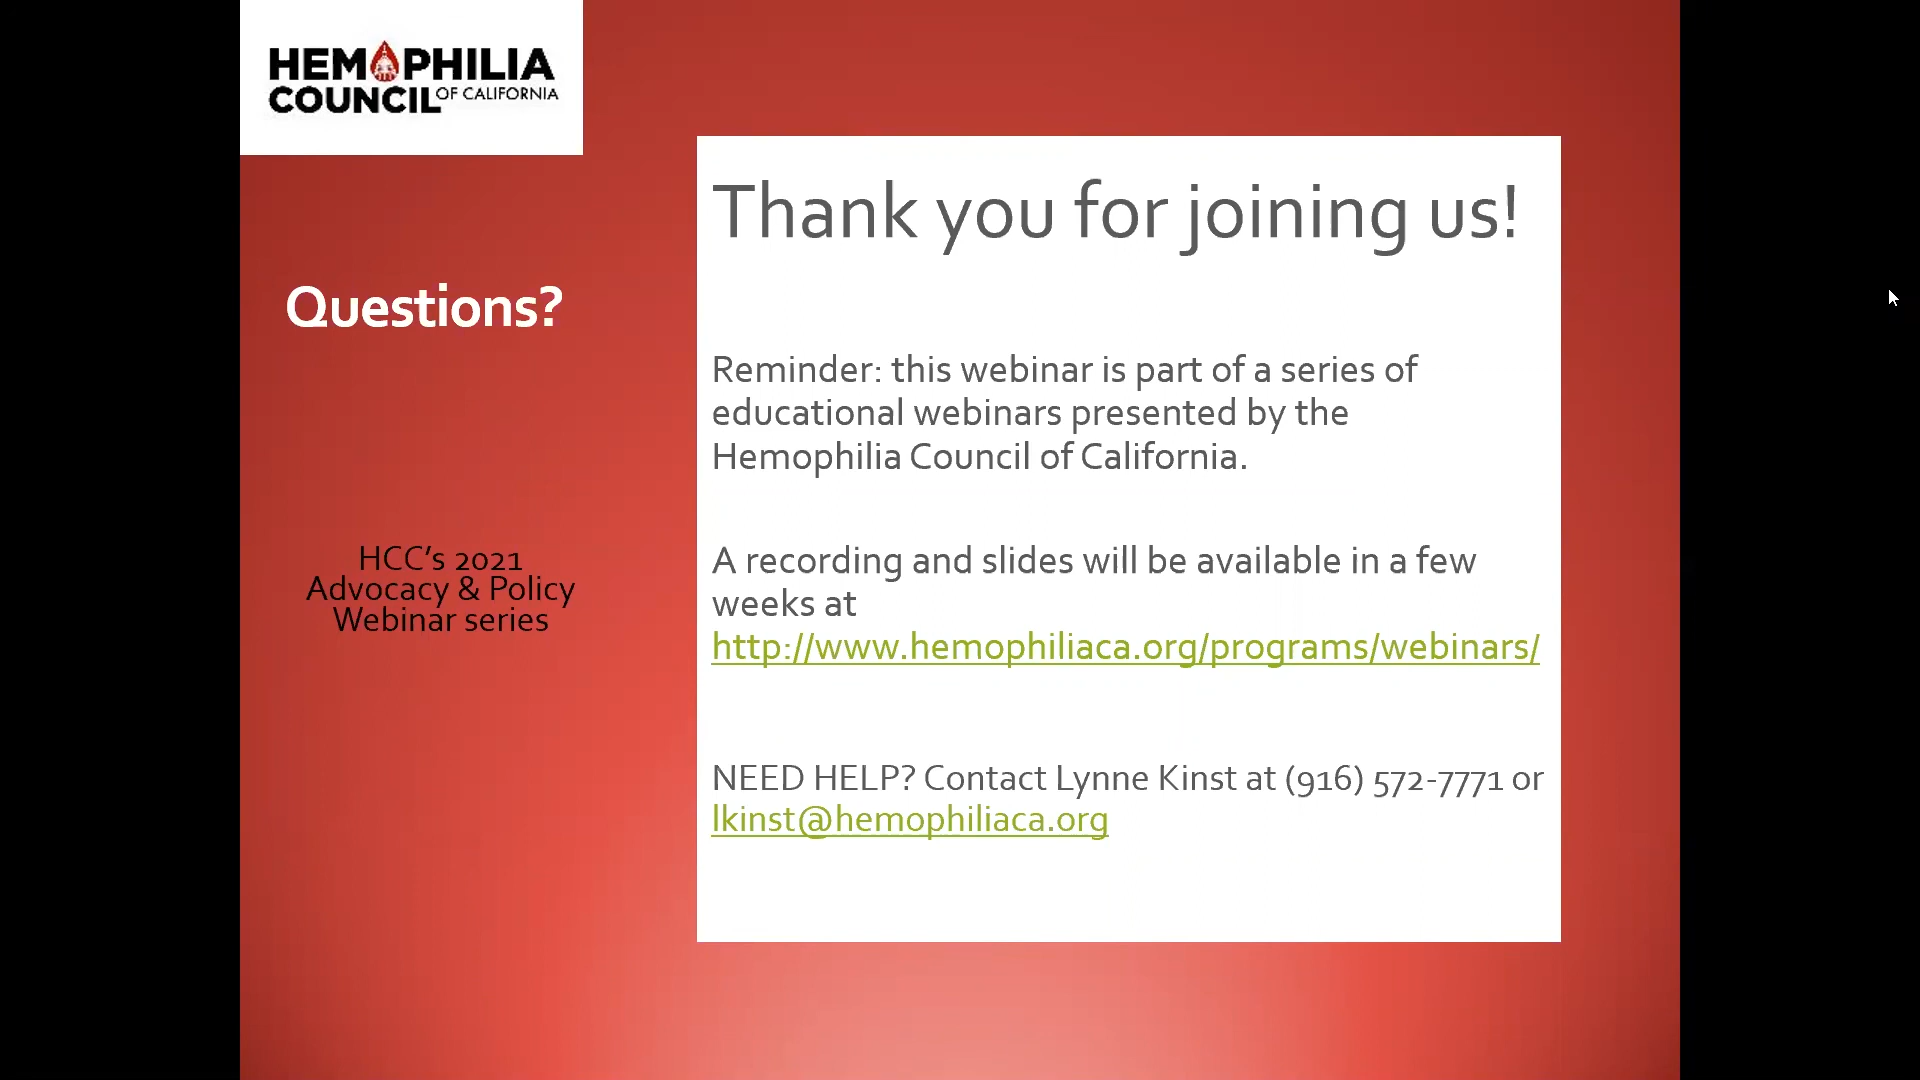 HEMOPHILIA
COUNCIL OF CALIFORNIA
Questions?
HCC’s 2021
Advocacy & Policy
Webinar series
Thank you for joining us!
Reminder: this webinar is part of a series of
educational webinars presented by the
Hemophilia Council of California.
A recording and slides will be available in a few
weeks at
http://www.hemophiliaca.org/programs/webinars/
NEED HELP? Contact Lynne Kinst at (916) 572-7771 or
lkinst@hemophiliaca.org